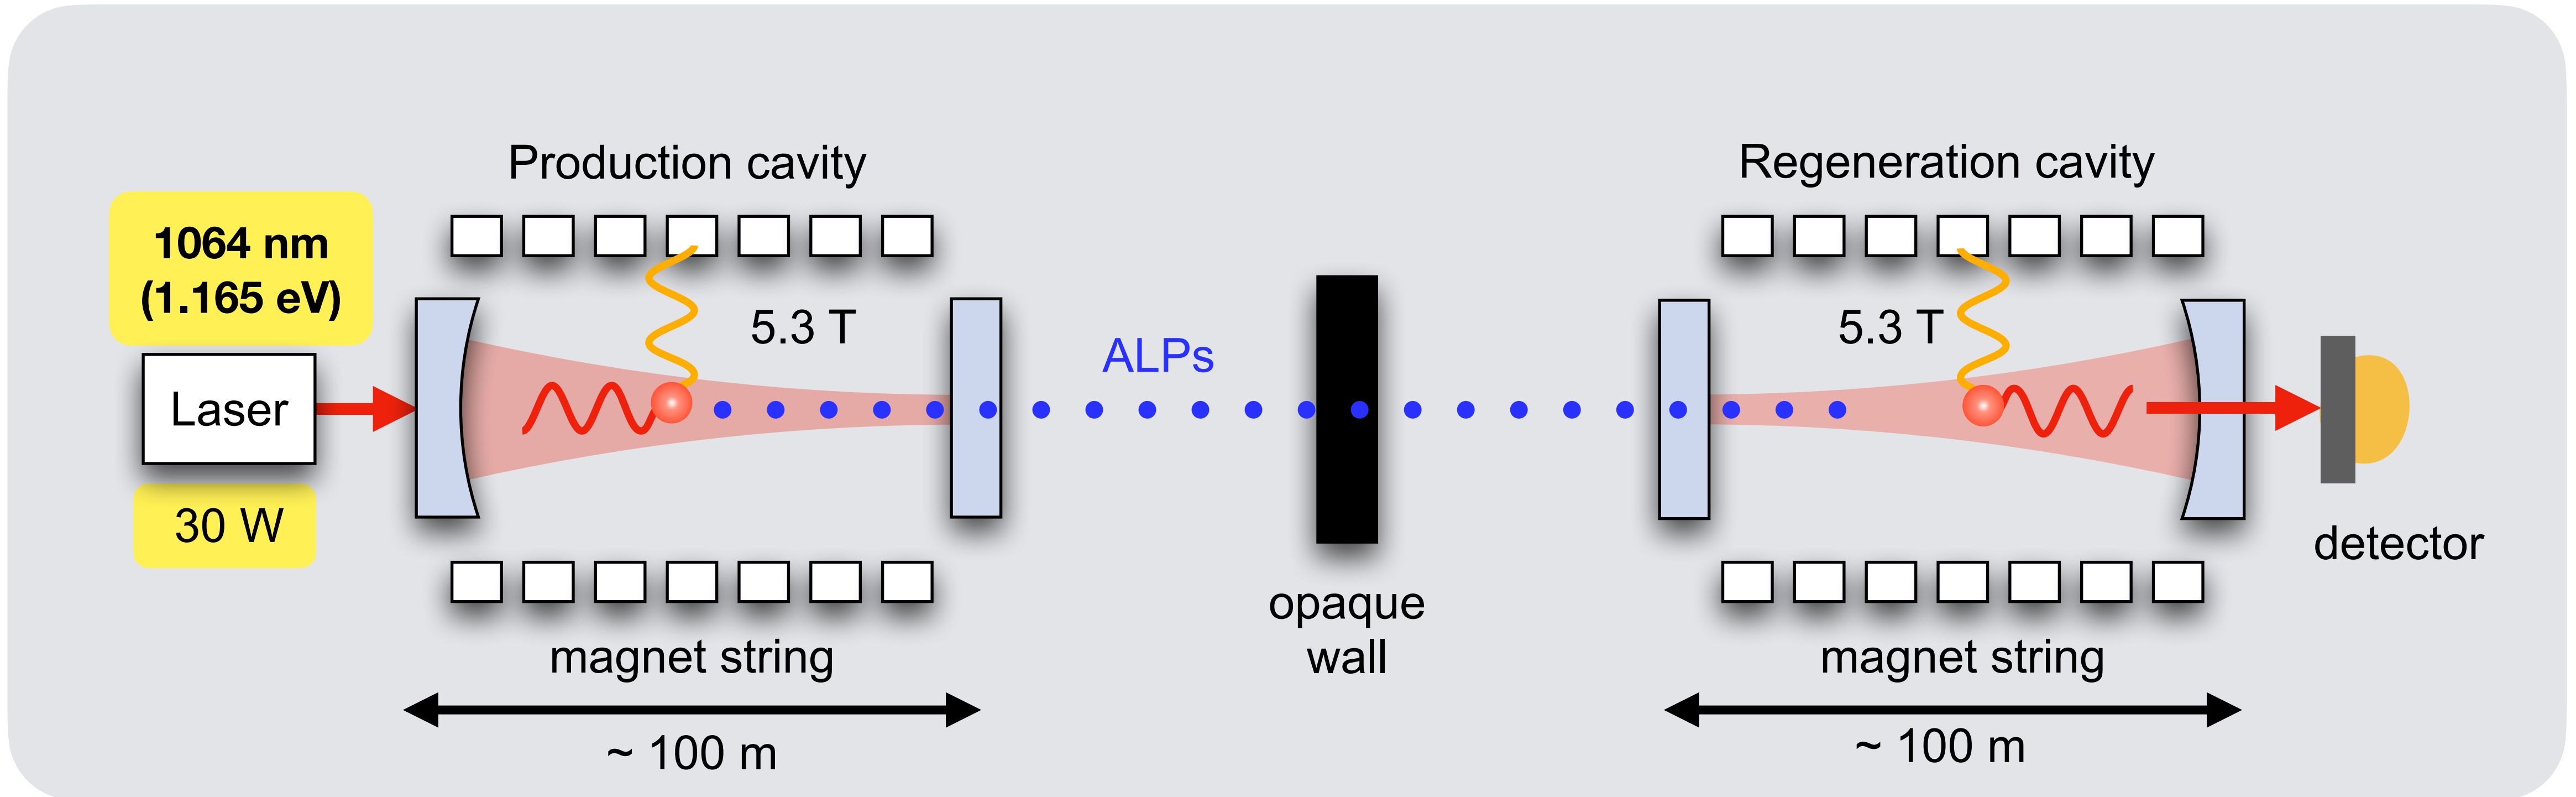 Production cavity
Regeneration cavity
1064 nm
(1.165 eV)
5.3 T
5.3 T
ALPs
Laser
30 W
detector
opaque
wall
magnet string
magnet string
~ 100 m
~ 100 m